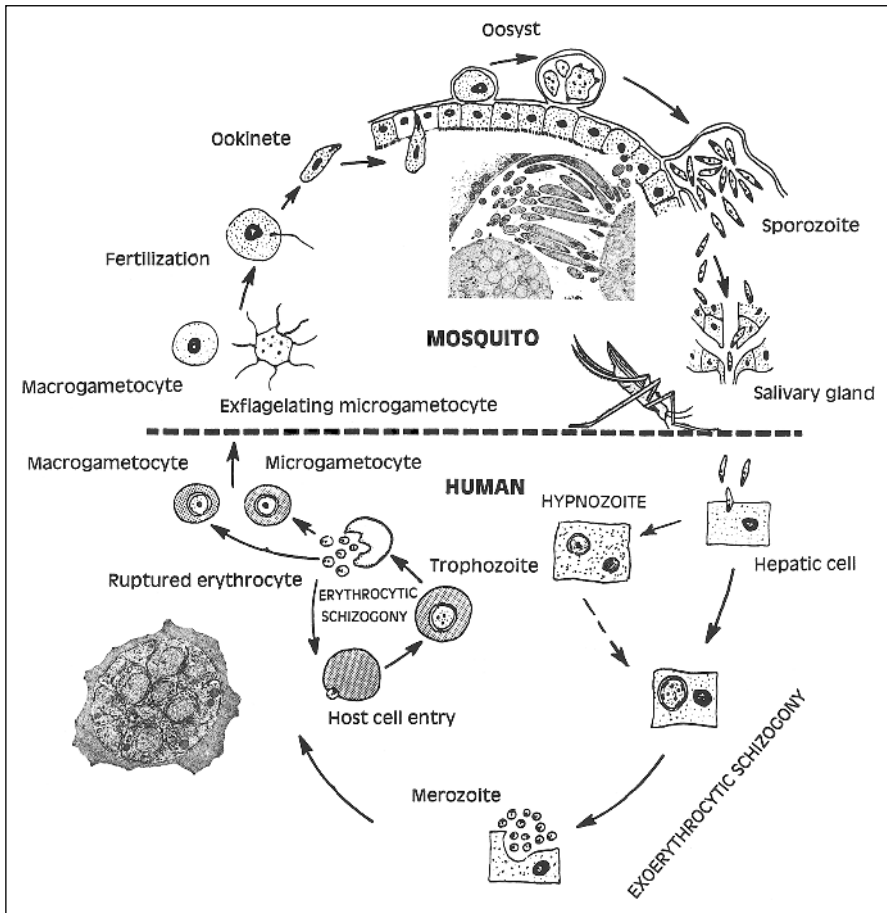 Oosyst
Ookinete
Fertilization
Sporozoite
MOSQUITO
Macrogametocyte
Exflagelating microgametocyte
Salivary gland
Macrogametocyte
Microgametocyte
HUMAN
HYPNOZOITE
Ruptured erythrocyte
Trophozoite
Hepatic cell
ERYTHROCYTIC
SCHIZOGONY
Host cell entry
Merozoite
EXOERYTHROCYTIC SCHIZOGONY